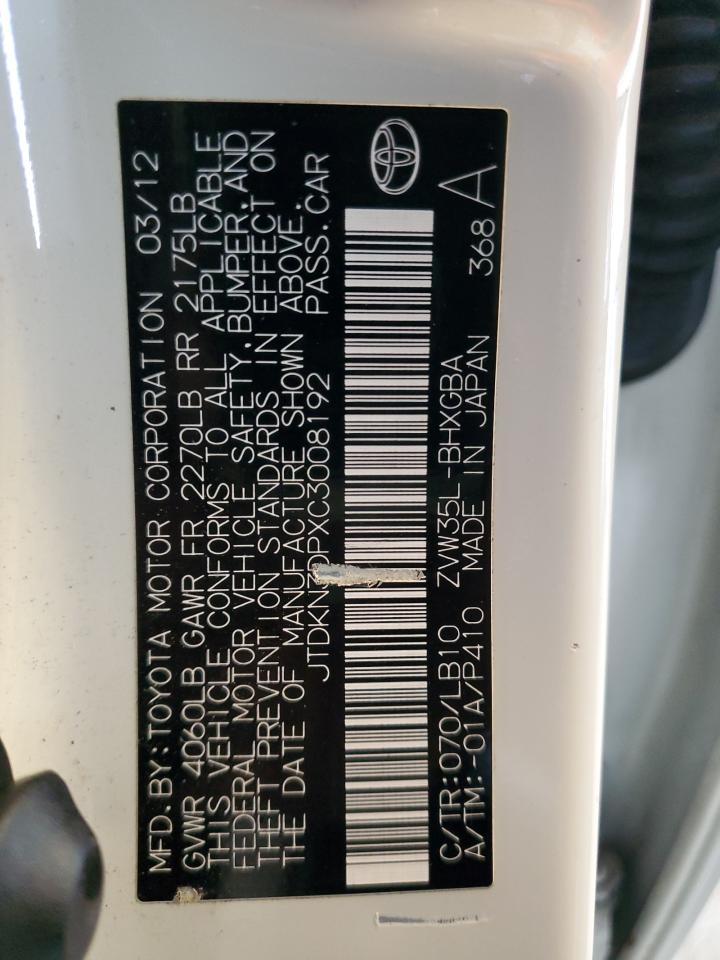 MFD.BY:TOYOTA MOTOR CORPORATION 03/12
GVWR 4060LB GAWR FR 2270LB RR 2175LB
THIS VEHICLE CONFORMS TO ALL APPLICABLE
FEDERAL MOTOR VEHICLE SAFETY,BUMPER,AND
THEFT PREVENTION STANDARDS IN EFFECT ON
THE DATE OF MANUFACTURE SHOWN ABOVE.
JTDKN3DPXC3008192 PASS.CAR
C/TR:070/LB10 ZVW35L-BHXGBA
A/TM:-01A/P410 MADE IN JAPAN 368 A